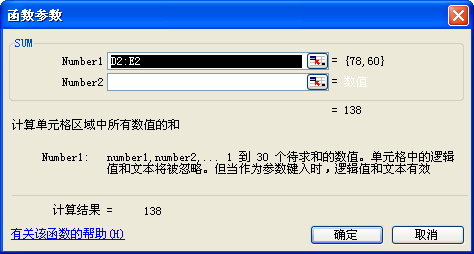 函数参数
SUM
Number1 D2:E2 = {78,60}
Number2 = 数值
= 138
计算单元格区域中所有数值的和
Number1: number1,number2,... 1 到 30 个待求和的数值。单元格中的逻辑
值和文本将被忽略。但当作为参数键入时，逻辑值和文本有效
计算结果 = 138
有关该函数的帮助(H)
确定 取消